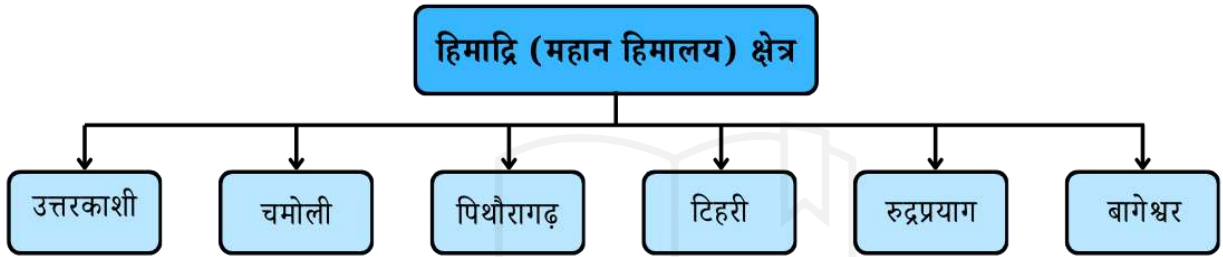 हिमाद्रि (महान हिमालय) क्षेत्र
उत्तरकाशी
चमोली
पिथौरागढ़
टिहरी
रुद्रप्रयाग
बागेश्वर